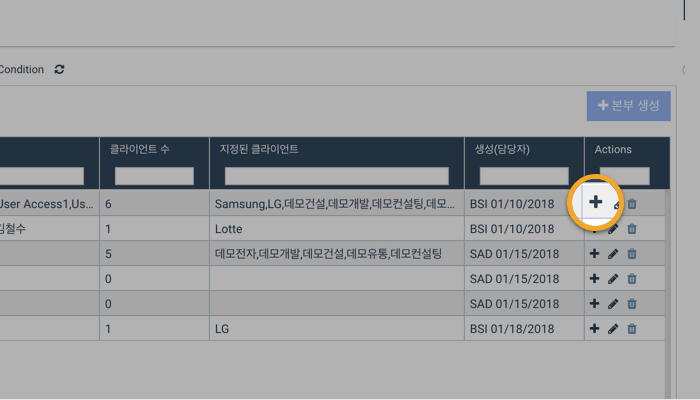 Condition
본부 생성
클라이언트 수 지정된 클라이언트 생성(담당자) Actions
User Access1,Us... 6 Samsung,LG,데모건설,데모개발,데모컨설팅,데모... BSI 01/10/2018
김철수 1 Lotte BSI 01/10/2018
5 데모전자,데모개발,데모건설,데모유통,데모컨설팅 SAD 01/15/2018
0 SAD 01/15/2018
0 SAD 01/15/2018
1 LG BSI 01/18/2018